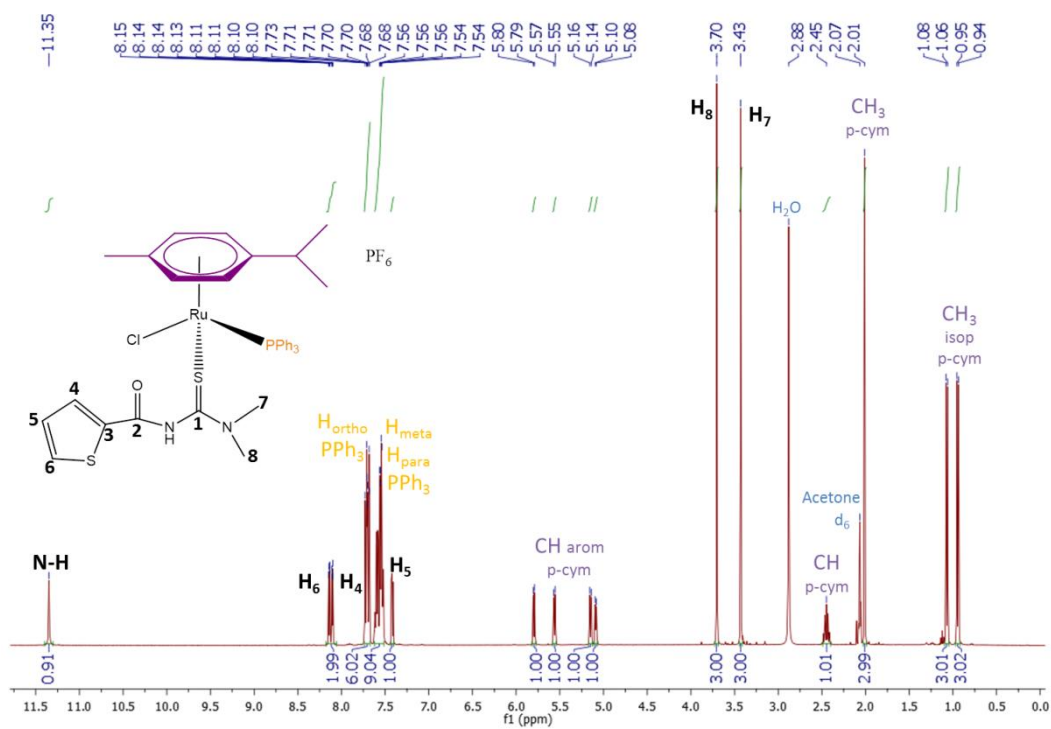 11.35 8.15 8.14 8.14 8.13 8.11 8.11 8.10 8.10 7.73 7.71 7.71 7.70 7.70 7.68 7.68 7.56 7.56 7.56 7.54 7.54 5.80 5.79 5.57 5.55 5.16 5.14 5.10 5.08 3.70 3.43 2.88 2.45 2.07 2.01 1.08 1.06 0.95 0.94
H8
H7
CH3
p-cym
H2O
PF6
Ru
Cl
PPh3
CH3
isop
p-cym
S
4
O
7
5
3
2
NH
1
N
8
6
S
Hortho
PPh3
Hmeta
Hpara
PPh3
Acetone
d6
N-H
H6
H4
H5
CH arom
p-cym
CH
p-cym
0.91 1.99 6.02 9.04 1.00 1.00 1.00 1.00 1.00 3.00 3.00 1.01 2.99 3.01 3.02
11.5 11.0 10.5 10.0 9.5 9.0 8.5 8.0 7.5 7.0 6.5 6.0 5.5 5.0 4.5 4.0 3.5 3.0 2.5 2.0 1.5 1.0 0.5 0.0
f1 (ppm)